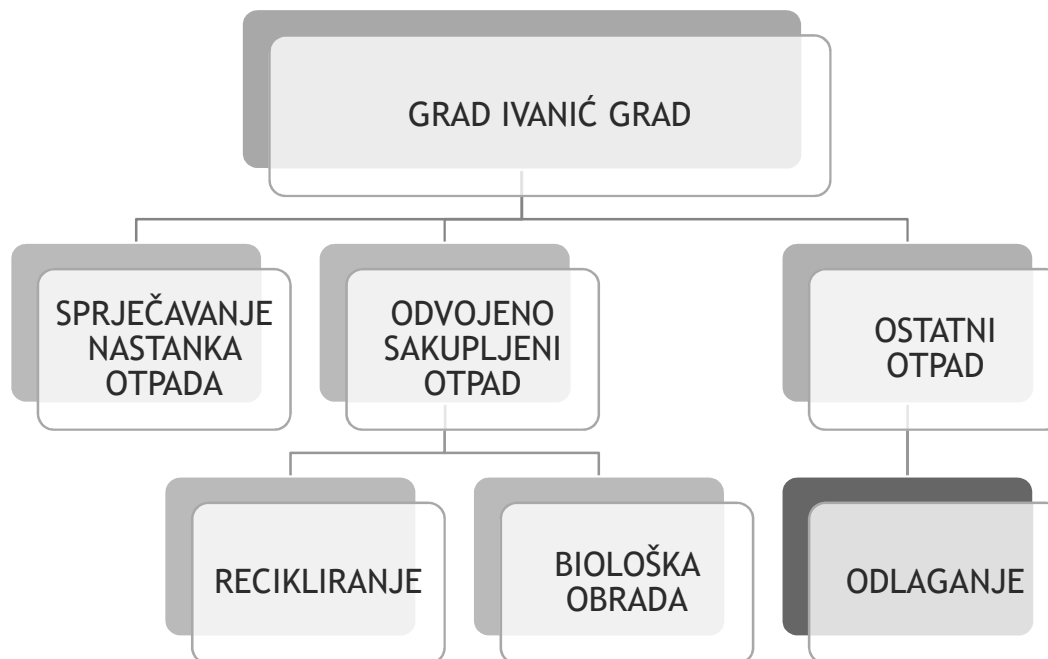 GRAD IVANIĆ GRAD
SPRJEČAVANJE
NASTANKA
OTPADA
ODVOJENO
SAKUPLJENI
OTPAD
OSTATNI
OTPAD
RECIKLIRANJE
BIOLOŠKA
OBRADA
ODLAGANJE